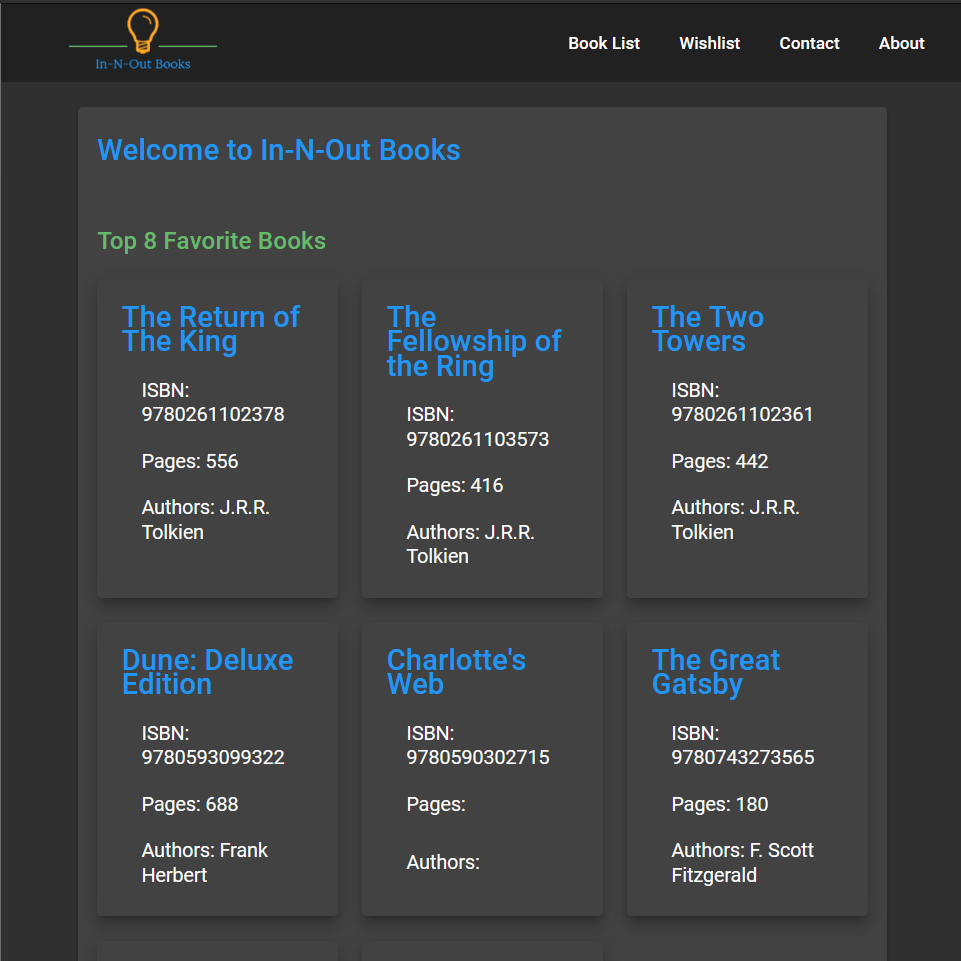 In-N-Out Books
Book List Wishlist Contact About
Welcome to In-N-Out Books
Top 8 Favorite Books
The Return of
The King
ISBN:
9780261102378
Pages: 556
Authors: J.R.R.
Tolkien
The
Fellowship of
the Ring
ISBN:
9780261103573
Pages: 416
Authors: J.R.R.
Tolkien
The Two
Towers
ISBN:
9780261102361
Pages: 442
Authors: J.R.R.
Tolkien
Dune: Deluxe
Edition
ISBN:
9780593099322
Pages: 688
Authors: Frank
Herbert
Charlotte's
Web
ISBN:
9780590302715
Pages:
Authors:
The Great
Gatsby
ISBN:
9780743273565
Pages: 180
Authors: F. Scott
Fitzgerald